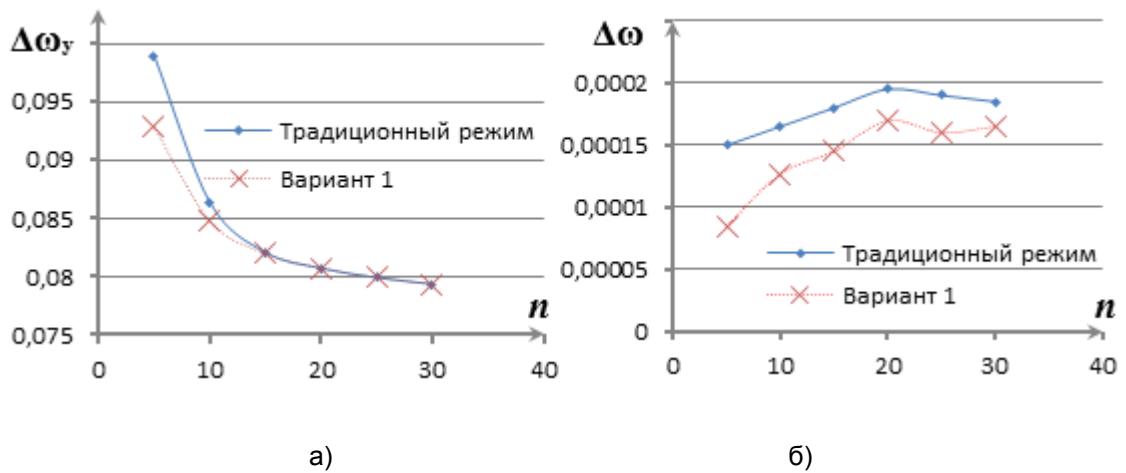 Δωy
0,095
0,09
0,085
0,08
0,075
0
10
20
30
40
n
Традиционный режим
Вариант 1
а)
Δω
0,0002
0,00015
0,0001
0,00005
0
0
10
20
30
40
n
Традиционный режим
Вариант 1
б)